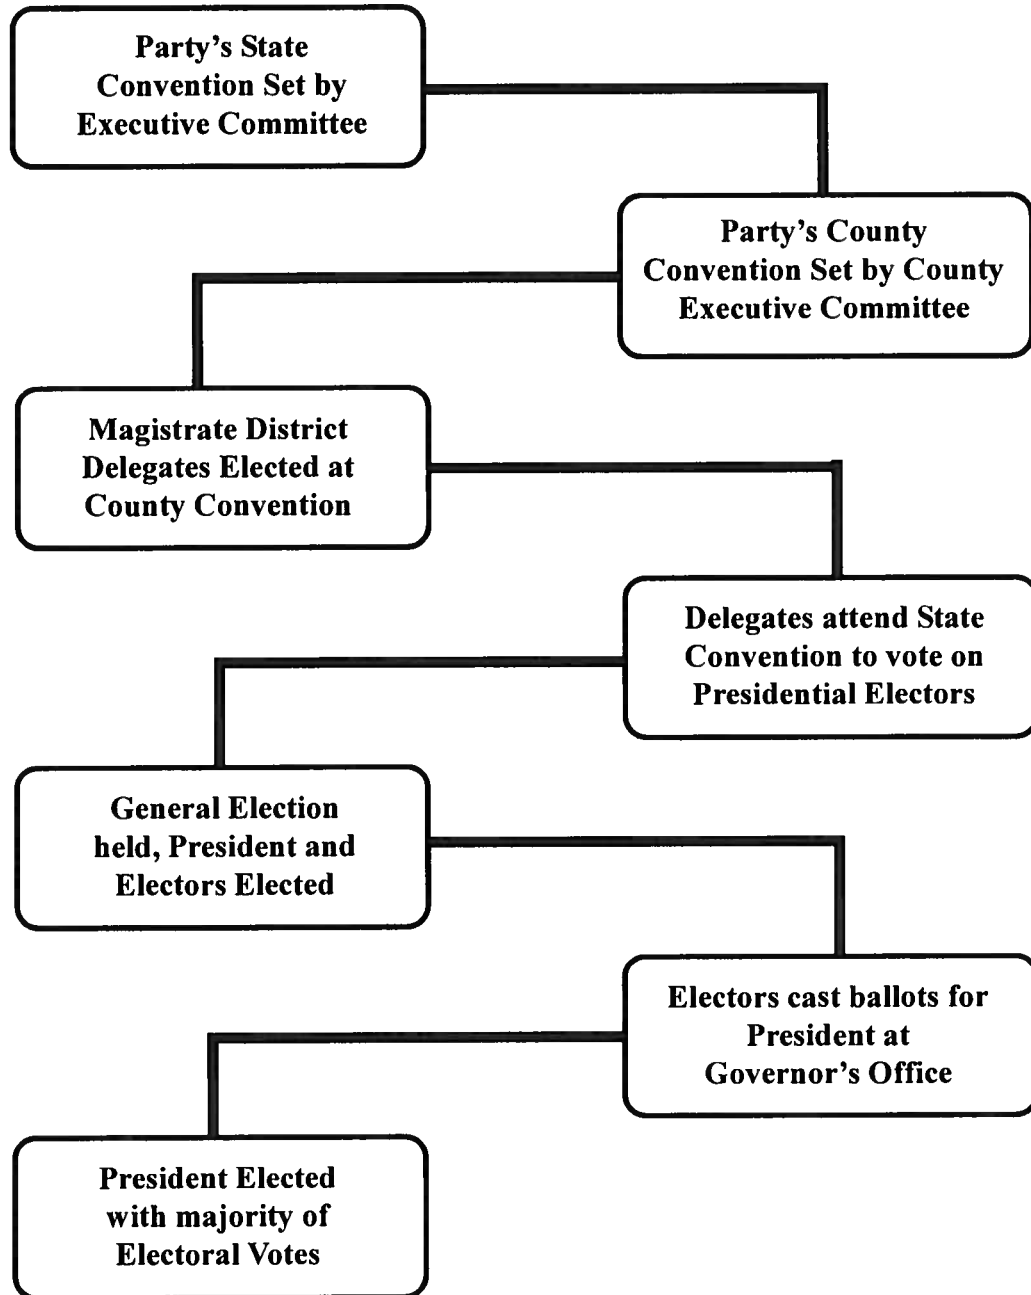 Party’s State
Convention Set by
Executive Committee
Party’s County
Convention Set by County
Executive Committee
Magistrate District
Delegates Elected at
County Convention
Delegates attend State
Convention to vote on
Presidential Electors
General Election
held, President and
Electors Elected
Electors cast ballots for
President at
Governor’s Office
President Elected
with majority of
Electoral Votes